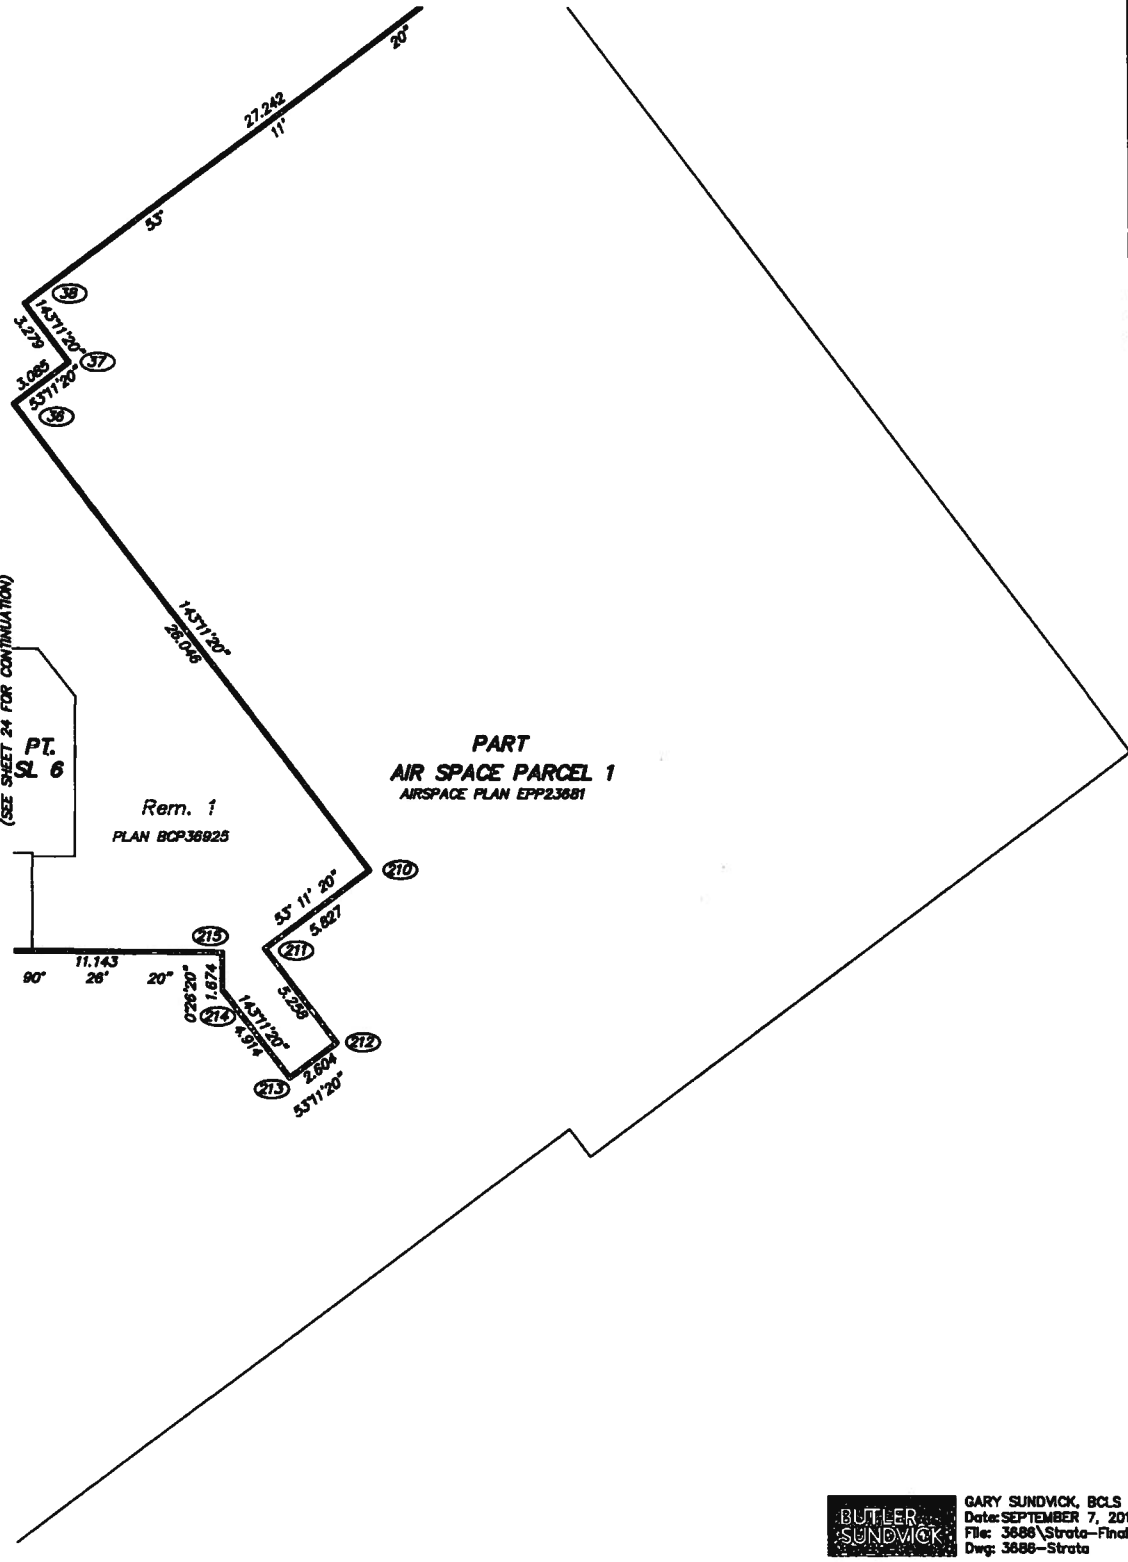 20"
27.242
11'
53°
38
143°11'20"
3.279
37
3.085
53°11'20"
36
143°11'20"
26.046
(SEE SHEET 24 FOR CONTINUATION)
PT.
SL 6
Rem. 1
PLAN BCP36925
PART
AIR SPACE PARCEL 1
AIRSPACE PLAN EPP23681
210
53° 11' 20"
5.827
215
211
11.143
90° 26' 20"
0°26'20"
1.674
5.258
214
143°11'20"
4.914
212
2.604
213
53°11'20"
BUTLER
SUNDVICK
GARY SUNDVICK, BCLS
Date: SEPTEMBER 7, 201
File: 3686\Strata-Final
Dwg: 3686-Strata